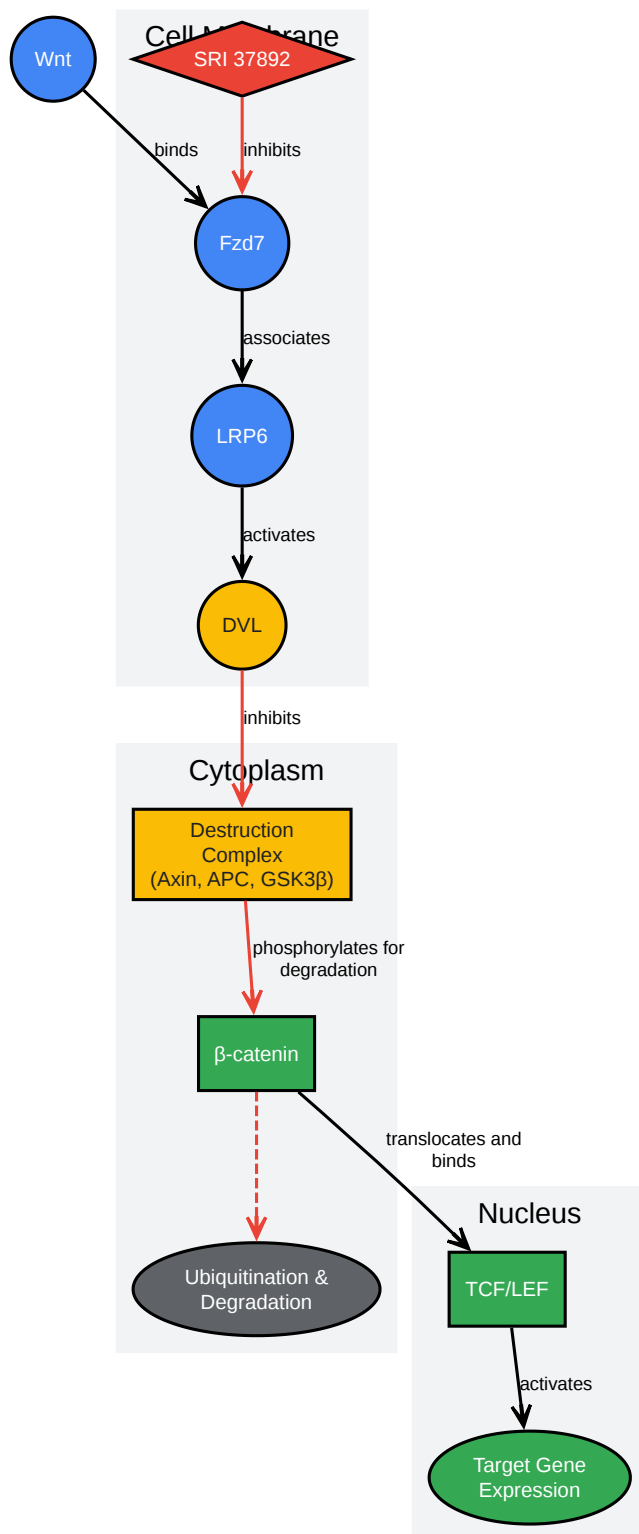 Cell Membrane
Wnt
SRI 37892
binds
inhibits
Fzd7
associates
LRP6
activates
DVL
inhibits
Cytoplasm
Destruction
Complex
(Axin, APC, GSK3β)
phosphorylates for
degradation
β-catenin
translocates and
binds
Nucleus
Ubiquitination &
Degradation
TCF/LEF
activates
Target Gene
Expression